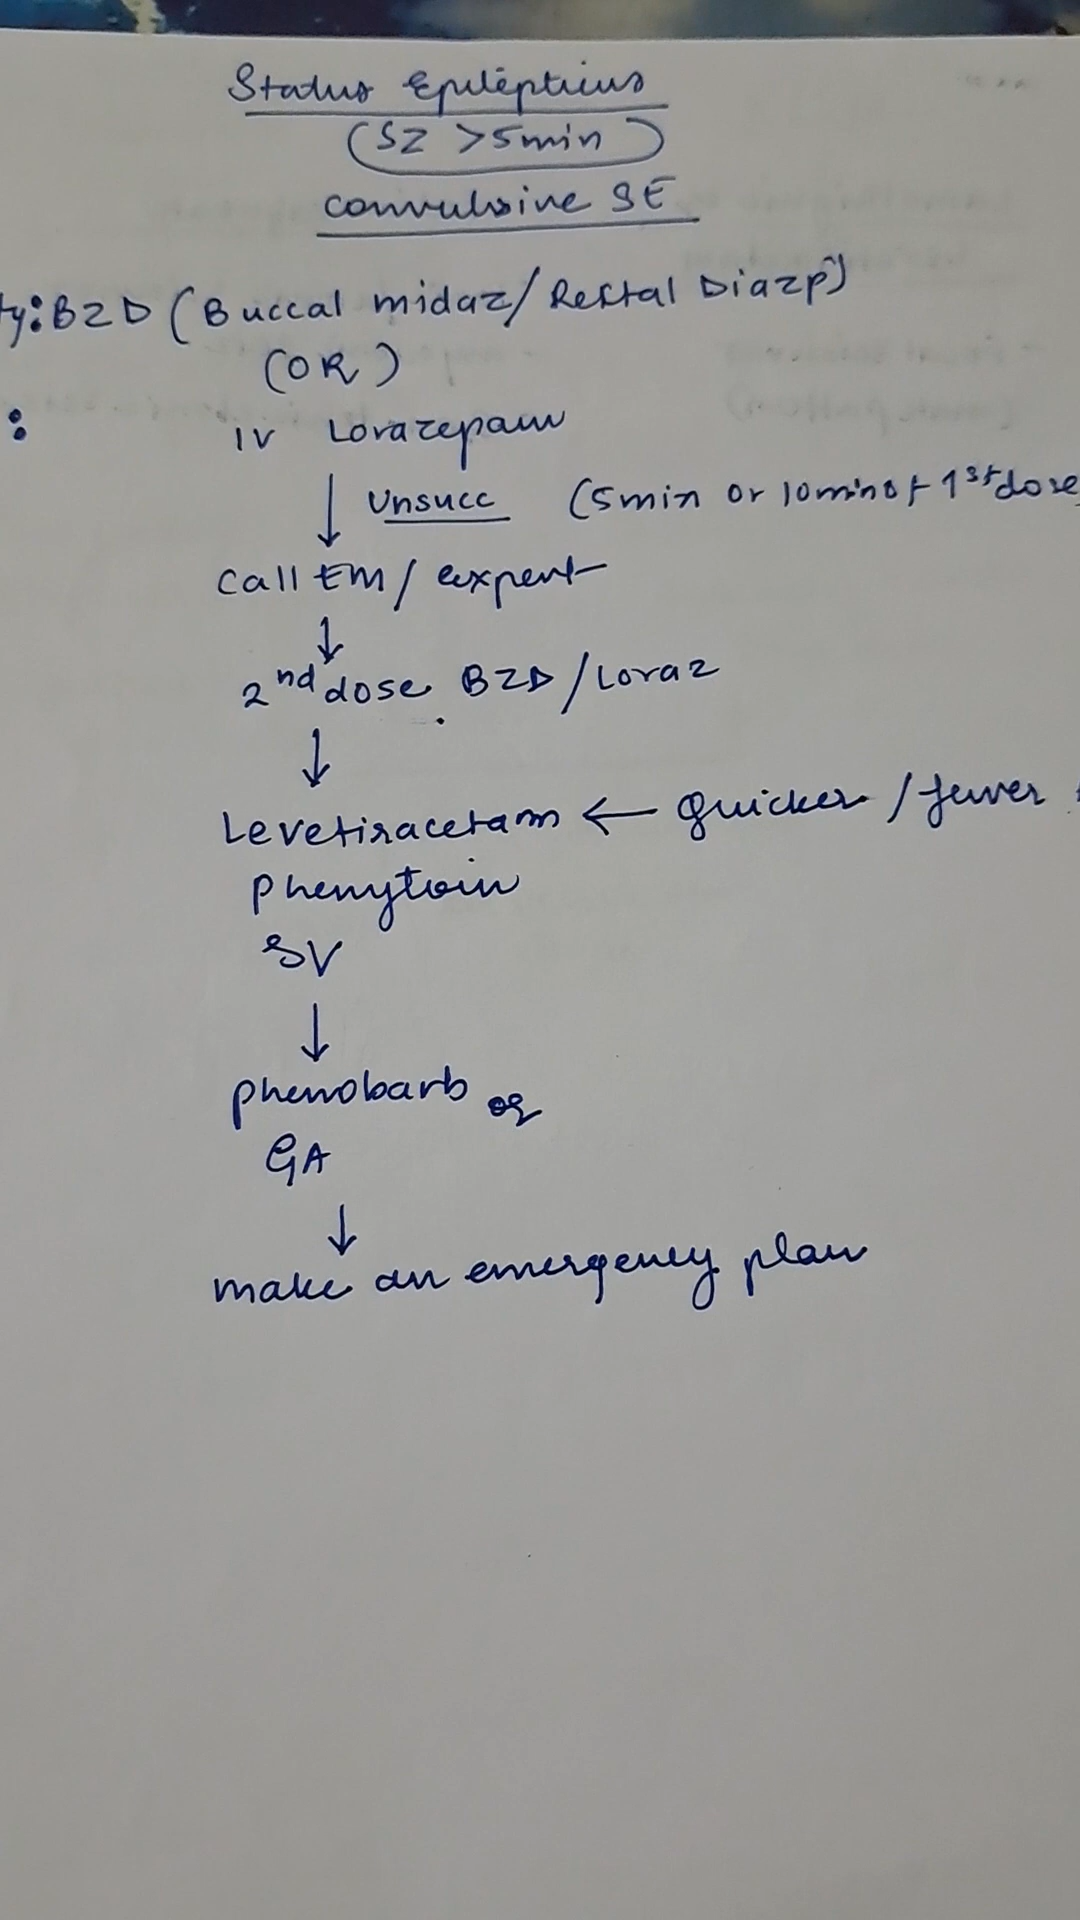 Status Epilepticus
(SZ >5min)
convulsive SE
ty: BZD (Buccal midaz/ Rectal Diazp)
(OR)
: IV Lorazepam
↓ Unsucc (5min or 10min of 1st dose
call EM / expert
↓
2nd dose BZD/Loraz
↓
Levetiracetam ← quicker /fewer
phenytoin
SV
↓
phenobarb or
GA
↓
make an emergency plan